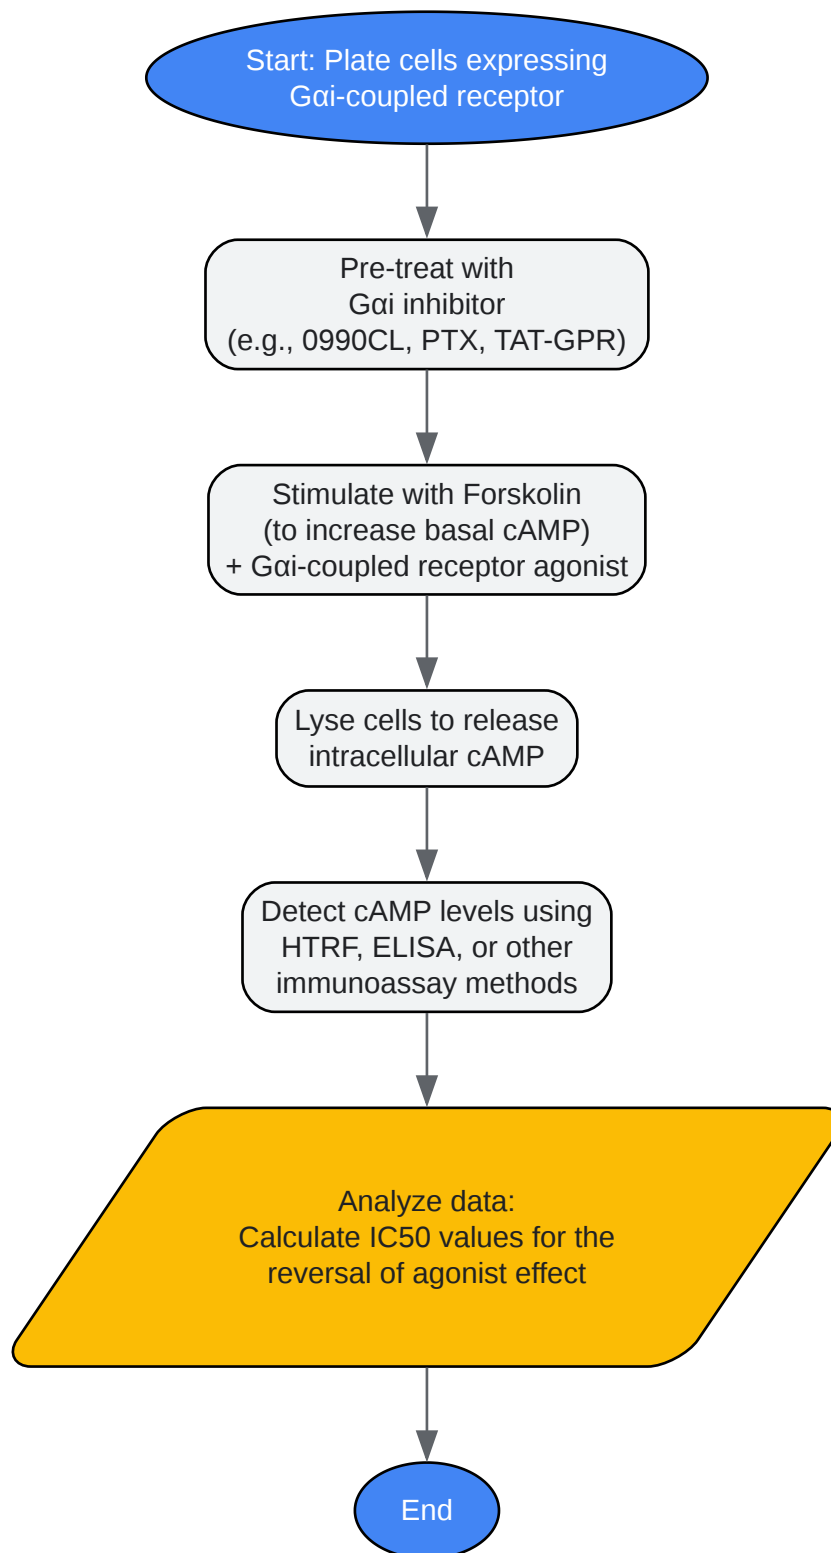 Start: Plate cells expressing
Gαi-coupled receptor
Pre-treat with
Gαi inhibitor
(e.g., 0990CL, PTX, TAT-GPR)
Stimulate with Forskolin
(to increase basal cAMP)
+ Gαi-coupled receptor agonist
Lyse cells to release
intracellular cAMP
Detect cAMP levels using
HTRF, ELISA, or other
immunoassay methods
Analyze data:
Calculate IC50 values for the
reversal of agonist effect
End